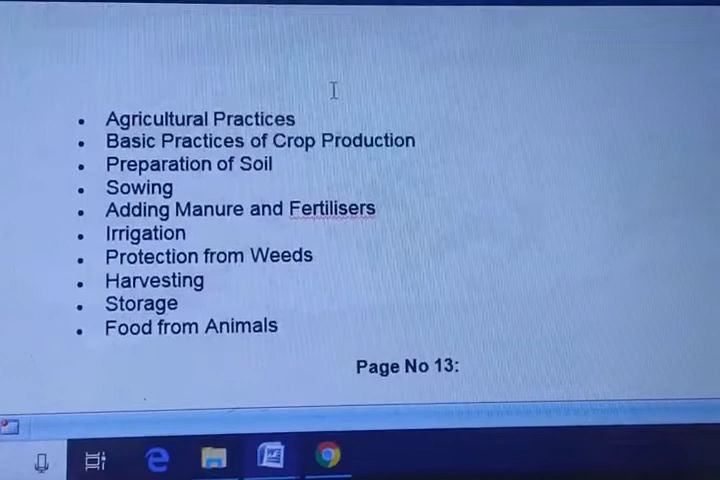 • Agricultural Practices
• Basic Practices of Crop Production
• Preparation of Soil
• Sowing
• Adding Manure and Fertilisers
• Irrigation
• Protection from Weeds
• Harvesting
• Storage
• Food from Animals
Page No 13: